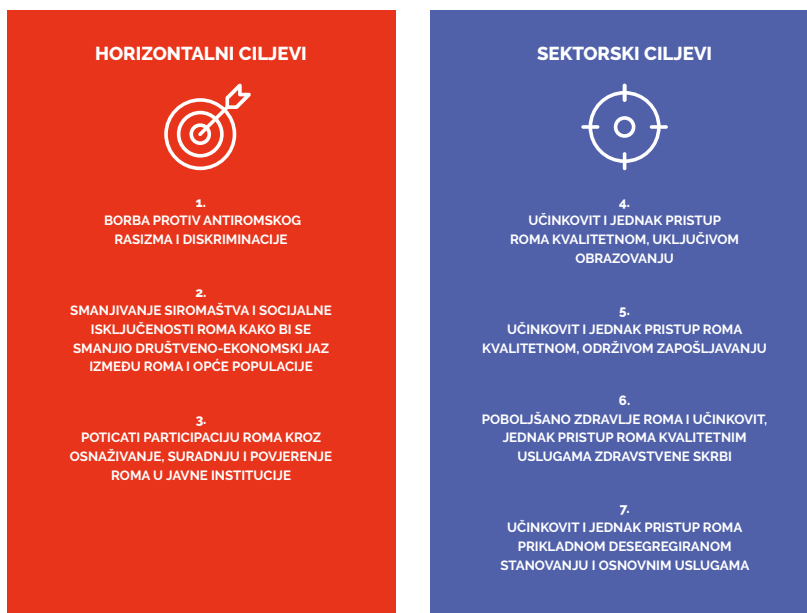 HORIZONTALNI CILJEVI
1.
BORBA PROTIV ANTIROMSKOG
RASIZMA I DISKRIMINACIJE
2.
SMANJIVANJE SIROMAŠTVA I SOCIJALNE
ISKLJUČENOSTI ROMA KAKO BI SE
SMANJIO DRUŠTVENO-EKONOMSKI JAZ
IZMEĐU ROMA I OPĆE POPULACIJE
3.
POTICATI PARTICIPACIJU ROMA KROZ
OSNAŽIVANJE, SURADNJU I POVJERENJE
ROMA U JAVNE INSTITUCIJE
SEKTORSKI CILJEVI
4.
UČINKOVIT I JEDNAK PRISTUP
ROMA KVALITETNOM, UKLJUČIVOM
OBRAZOVANJU
5.
UČINKOVIT I JEDNAK PRISTUP ROMA
KVALITETNOM, ODRŽIVOM ZAPOŠLJAVANJU
6.
POBOLJŠANO ZDRAVLJE ROMA I UČINKOVIT,
JEDNAK PRISTUP ROMA KVALITETNIM
USLUGAMA ZDRAVSTVENE SKRBI
7.
UČINKOVIT I JEDNAK PRISTUP ROMA
PRIKLADNOM DESEGREGIRANOM
STANOVANJU I OSNOVNIM USLUGAMA